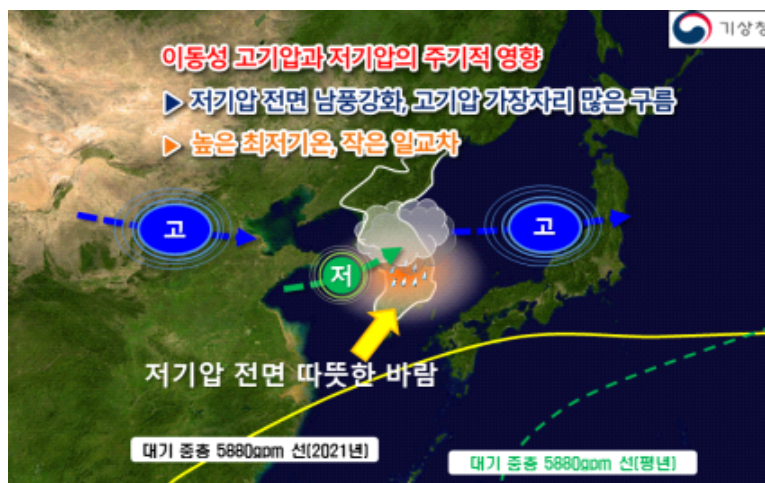 기상청
이동성 고기압과 저기압의 주기적 영향
▶ 저기압 전면 남풍강화, 고기압 가장자리 많은 구름
▶ 높은 최저기온, 작은 일교차
고
고
저
저기압 전면 따뜻한 바람
대기 중층 5880gpm 선(2021년)
대기 중층 5880gpm 선(평년)